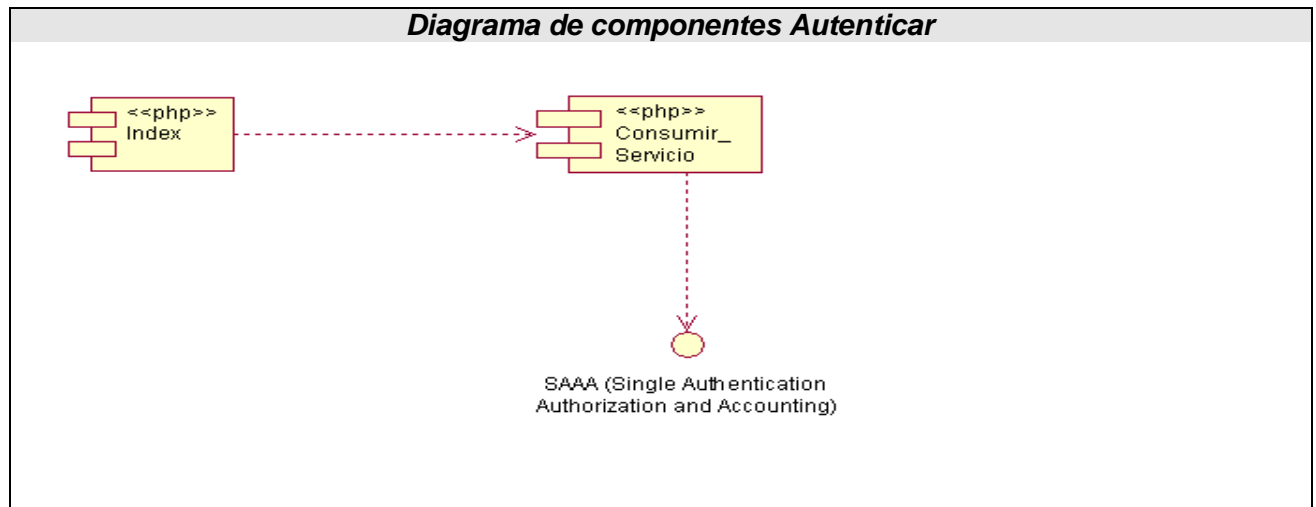 Diagrama de componentes Autenticar
<<php>>
Index
<<php>>
Consumir_
Servicio
SAAA (Single Authentication
Authorization and Accounting)